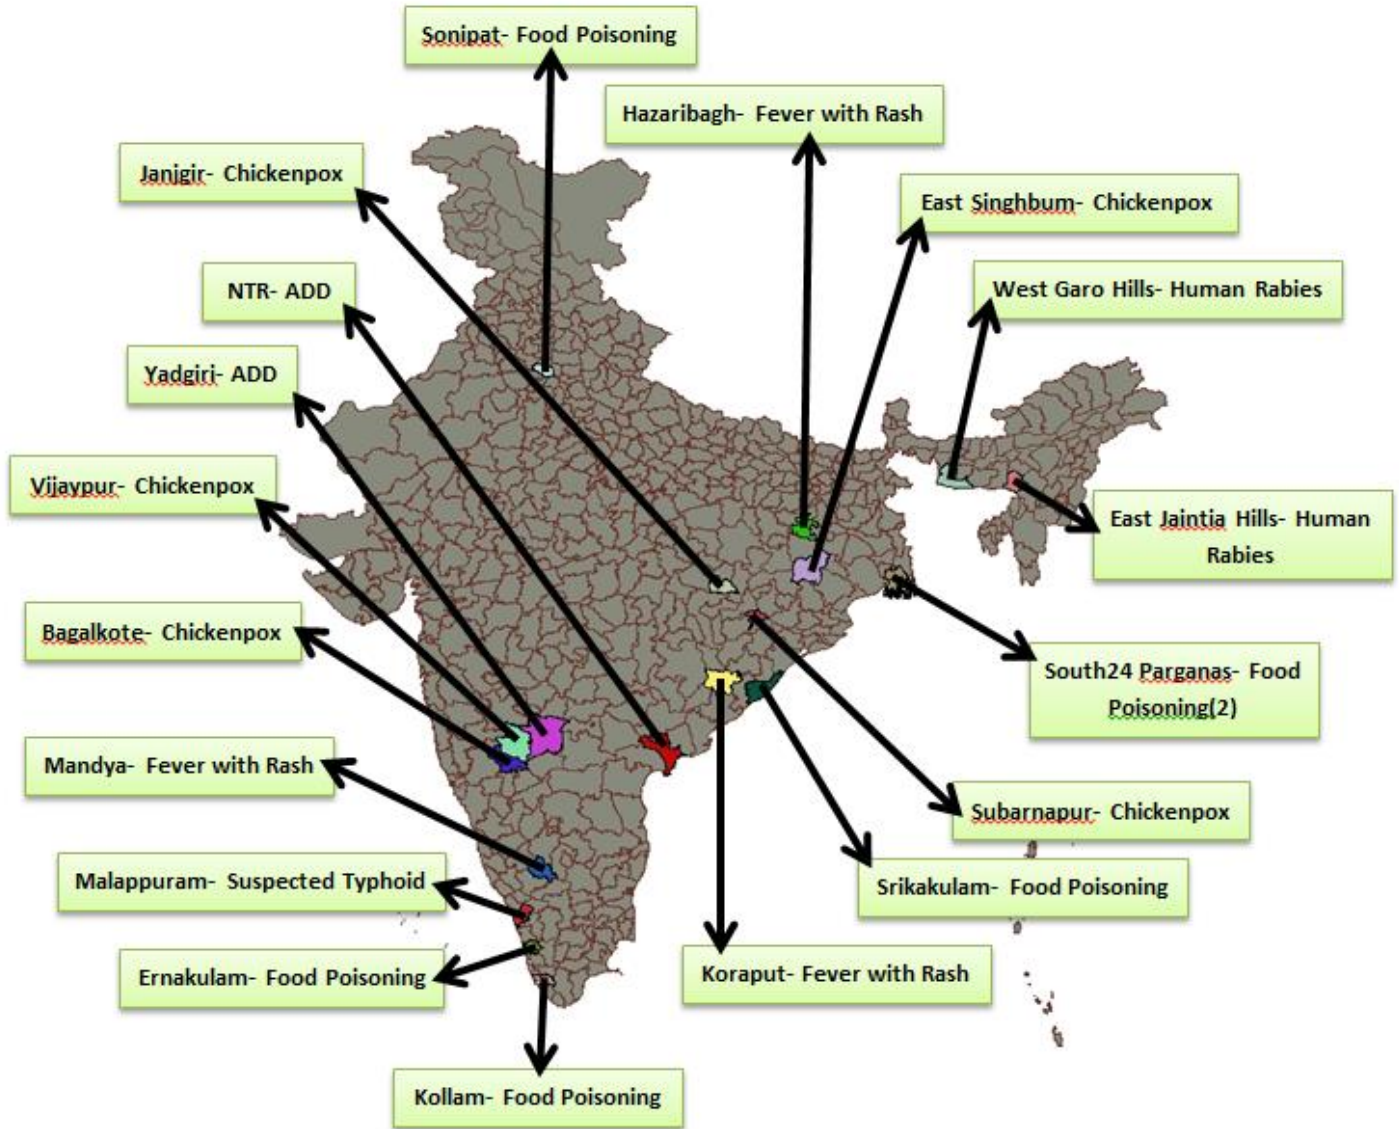 Sonipat- Food Poisoning
Hazaribagh- Fever with Rash
Janjgir- Chickenpox
East Singhbum- Chickenpox
NTR- ADD
West Garo Hills- Human Rabies
Yadgiri- ADD
Vijaypur- Chickenpox
East Jaintia Hills- Human
Rabies
Bagalkote- Chickenpox
South24 Parganas- Food
Poisoning(2)
Mandya- Fever with Rash
Subarnapur- Chickenpox
Malappuram- Suspected Typhoid
Srikakulam- Food Poisoning
Ernakulam- Food Poisoning
Koraput- Fever with Rash
Kollam- Food Poisoning